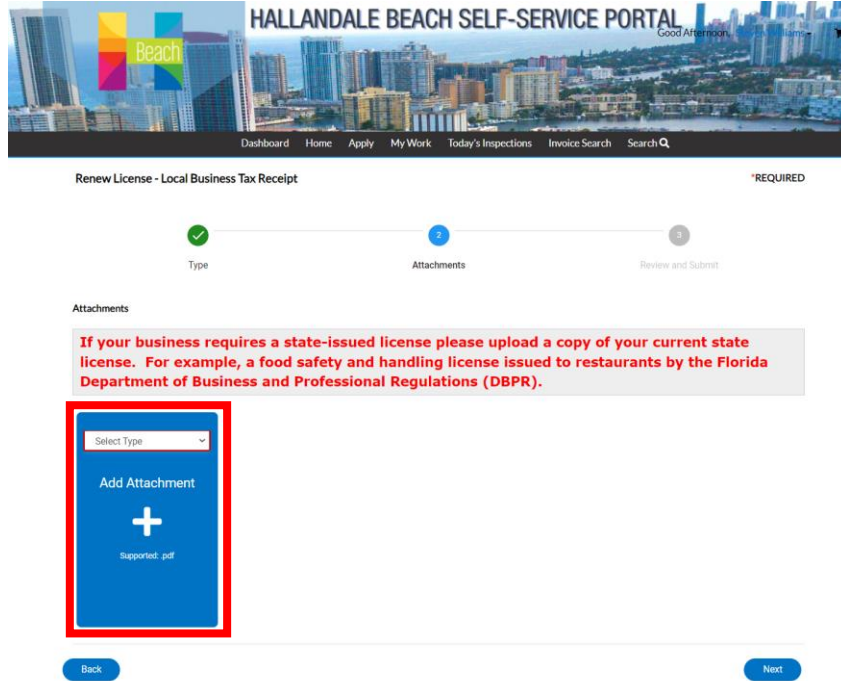 HALLANDALE BEACH SELF-SERVICE PORTAL
Good Afternoon,
Beach
Dashboard Home Apply My Work Today's Inspections Invoice Search Search
Renew License - Local Business Tax Receipt *REQUIRED
2 3
Type Attachments Review and Submit
Attachments
If your business requires a state-issued license please upload a copy of your current state
license. For example, a food safety and handling license issued to restaurants by the Florida
Department of Business and Professional Regulations (DBPR).
Select Type
Add Attachment
Supported: .pdf
Back Next